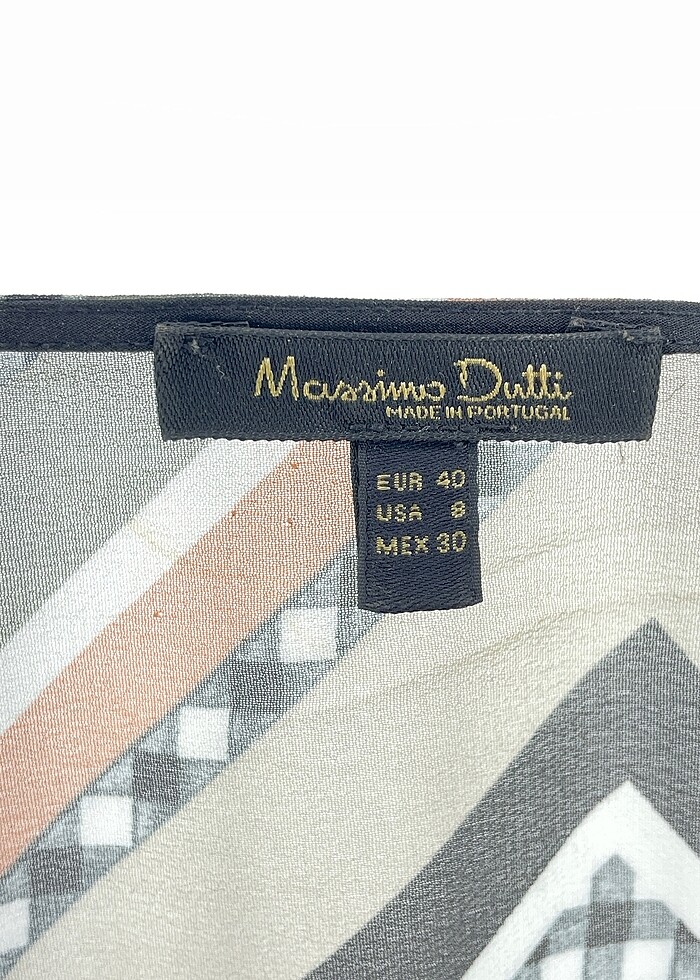 Massimo Dutti
MADE IN PORTUGAL
EUR 40
USA 8
MEX 30